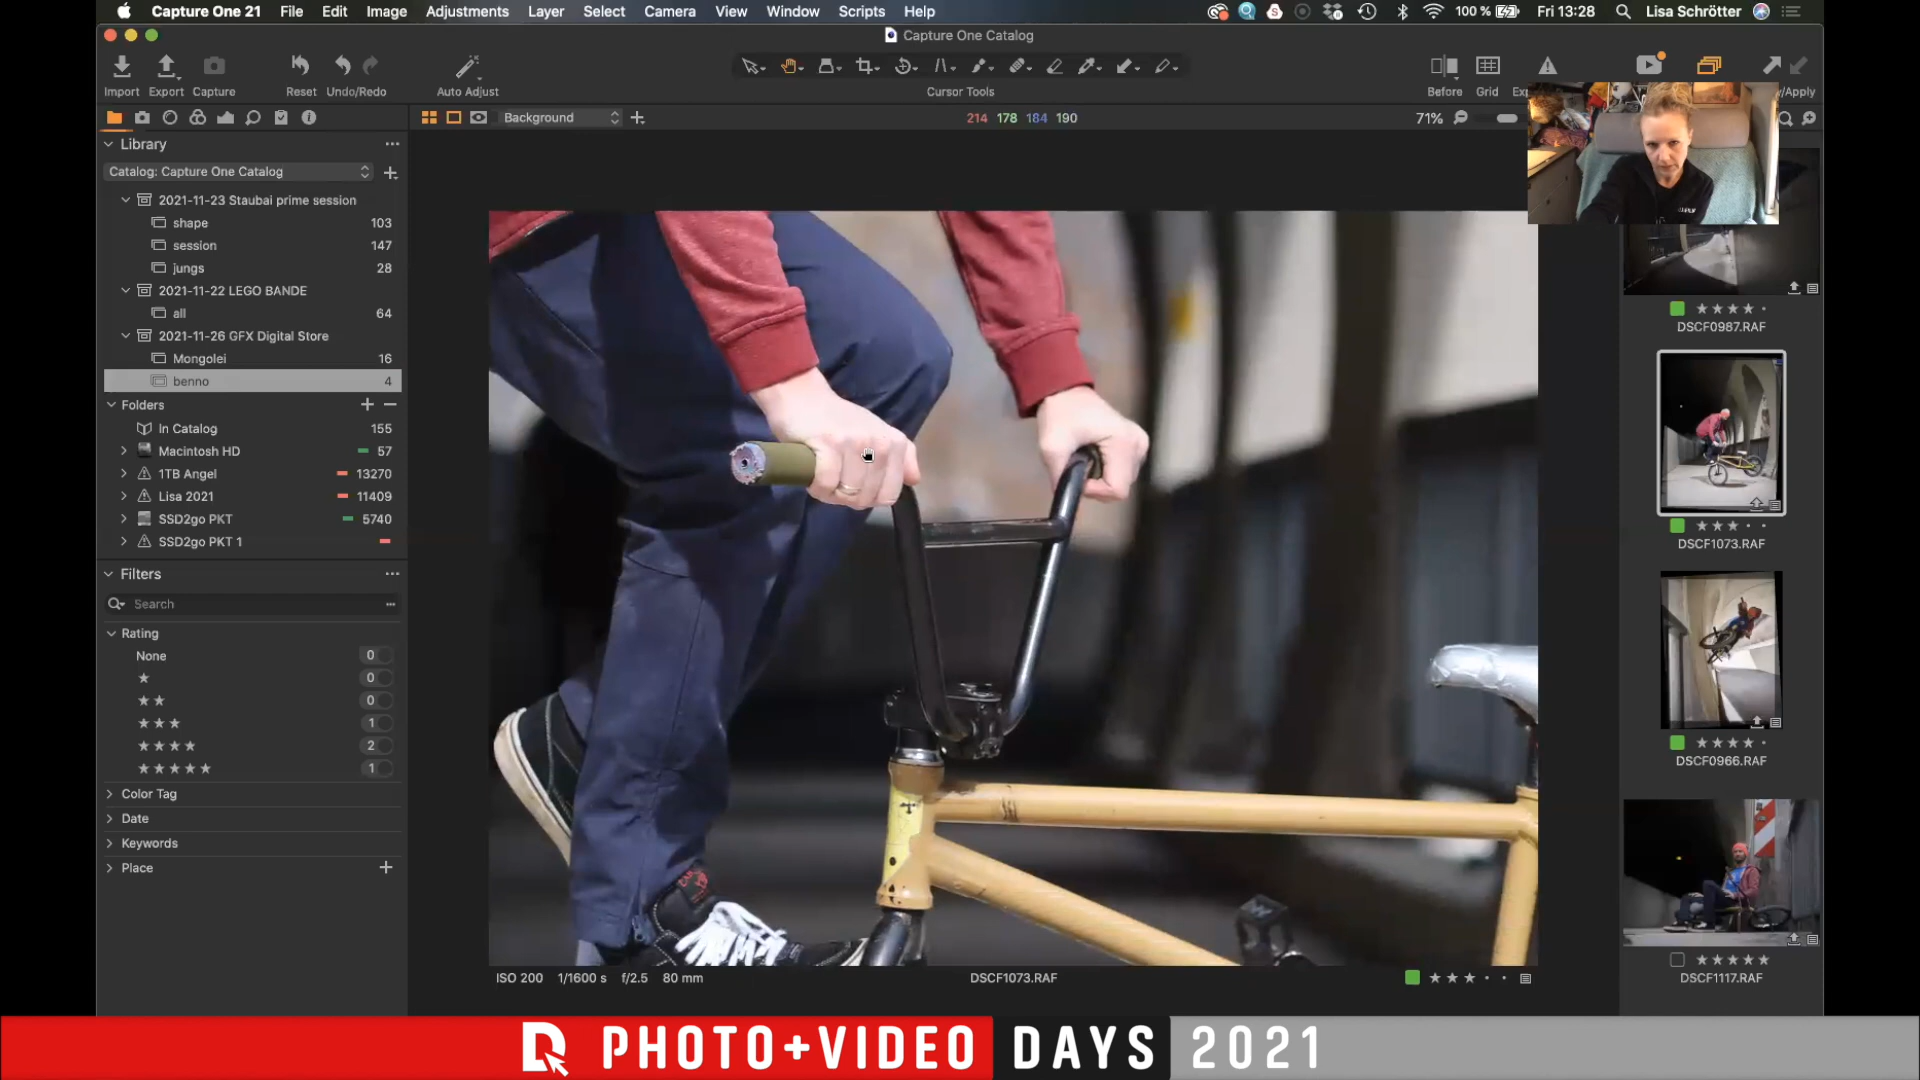 Capture One 21 File Edit Image Adjustments Layer Select Camera View Window Scripts Help 100 % Fri 13:28 Lisa Schrötter
Capture One Catalog
Import Export Capture Reset Undo/Redo Auto Adjust Cursor Tools Before Grid /Apply
Background 214 178 184 190 71%
Library
Catalog: Capture One Catalog
2021-11-23 Staubai prime session
shape 103
session 147
jungs 28
2021-11-22 LEGO BANDE
all 64
2021-11-26 GFX Digital Store
Mongolei 16
benno 4
Folders
In Catalog 155
Macintosh HD 57
1TB Angel 13270
Lisa 2021 11409
SSD2go PKT 5740
SSD2go PKT 1
Filters
Search
Rating
None 0
0
0
1
2
1
Color Tag
Date
Keywords
Place
ISO 200 1/1600 s f/2.5 80 mm DSCF1073.RAF
DSCF0987.RAF
DSCF1073.RAF
DSCF0966.RAF
DSCF1117.RAF
PHOTO+VIDEO DAYS 2021